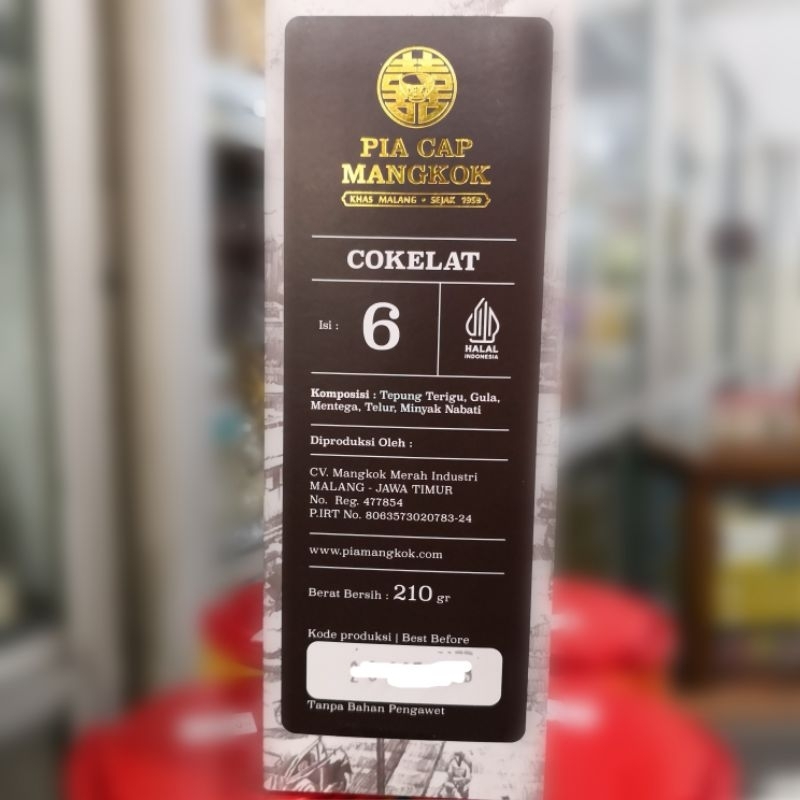 PIA CAP
MANGKOK
KHAS MALANG - SEJAK 1959
COKELAT
Isi : 6
HALAL
INDONESIA
Komposisi : Tepung Terigu, Gula,
Mentega, Telur, Minyak Nabati
Diproduksi Oleh :
CV. Mangkok Merah Industri
MALANG - JAWA TIMUR
No. Reg. 477854
P.IRT No. 8063573020783-24
www.piamangkok.com
Berat Bersih : 210 gr
Kode produksi | Best Before
Tanpa Bahan Pengawet